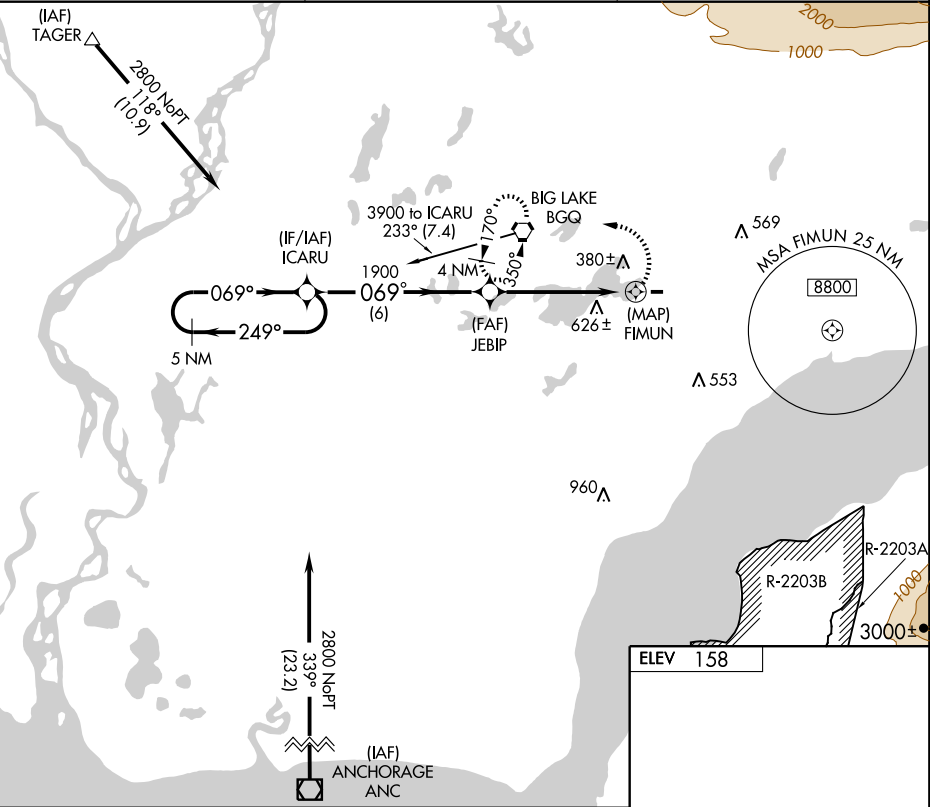 (IAF)
TAGER
2800 NoPT
118°
(10.9)
2000
1000
BIG LAKE
BGQ
3900 to ICARU
233° (7.4)
170°
350°
4 NM
380±
569
MSA FIMUN 25 NM
8800
(IF/IAF)
ICARU
069°
249°
5 NM
1900
069°
(6)
(FAF)
JEBIP
626±
(MAP)
FIMUN
553
960
R-2203B
R-2203A
1000
3000±
2800 NoPT
339°
(23.2)
(IAF)
ANCHORAGE
ANC
ELEV 158